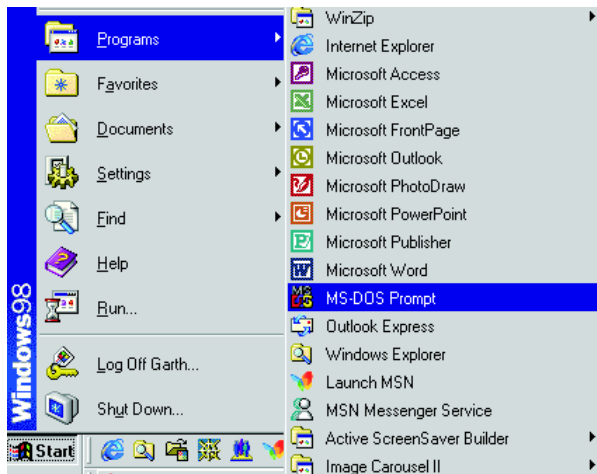 Programs
Favorites
Documents
Settings
Find
Help
Run...
Log Off Garth...
Shut Down...
Windows98
Start
WinZip
Internet Explorer
Microsoft Access
Microsoft Excel
Microsoft FrontPage
Microsoft Outlook
Microsoft PhotoDraw
Microsoft PowerPoint
Microsoft Publisher
Microsoft Word
MS-DOS Prompt
Outlook Express
Windows Explorer
Launch MSN
MSN Messenger Service
Active ScreenSaver Builder
Image Carousel II